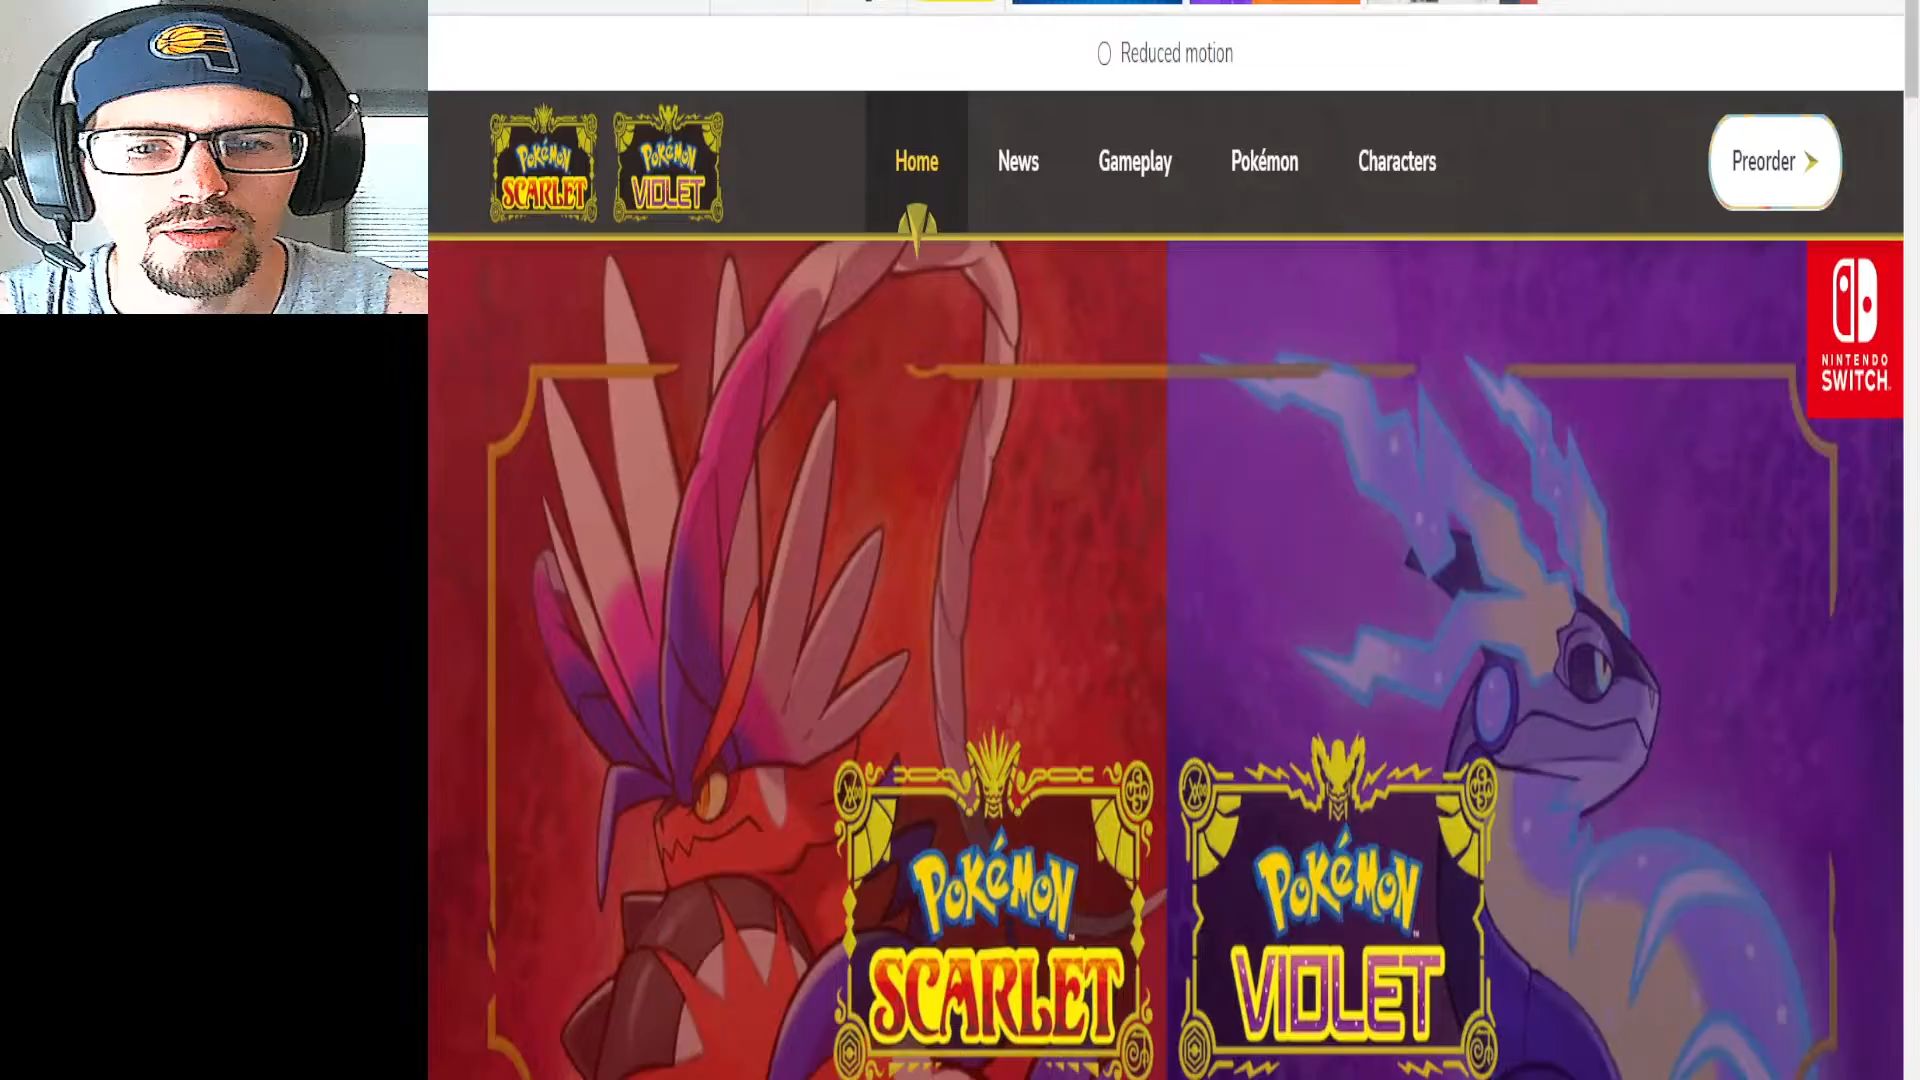 Reduced motion
POKéMON
SCARLET
POKéMON
VIOLET
Home
News
Gameplay
Pokémon
Characters
Preorder
NINTENDO
SWITCH
POKéMON
SCARLET
POKéMON
VIOLET